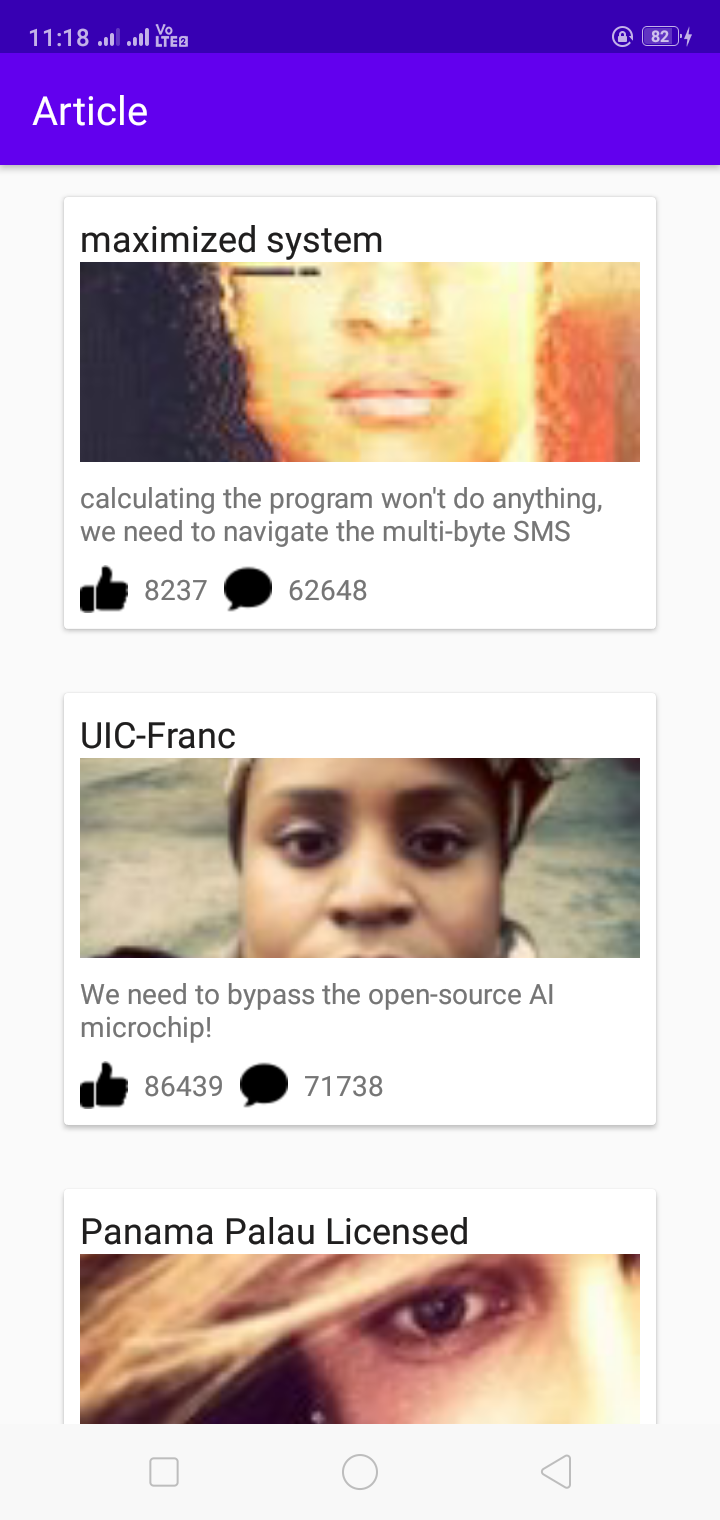 11:18 Vo LTE2 82
Article
maximized system
calculating the program won't do anything,
we need to navigate the multi-byte SMS
8237 62648
UIC-Franc
We need to bypass the open-source AI
microchip!
86439 71738
Panama Palau Licensed